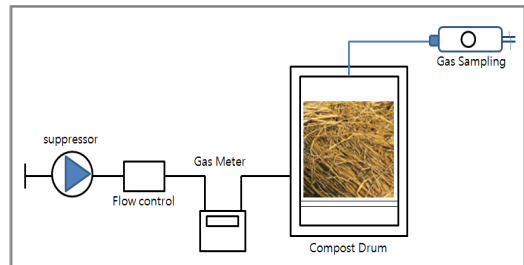 Gas Sampling
suppressor
Gas Meter
Flow control
Compost Drum